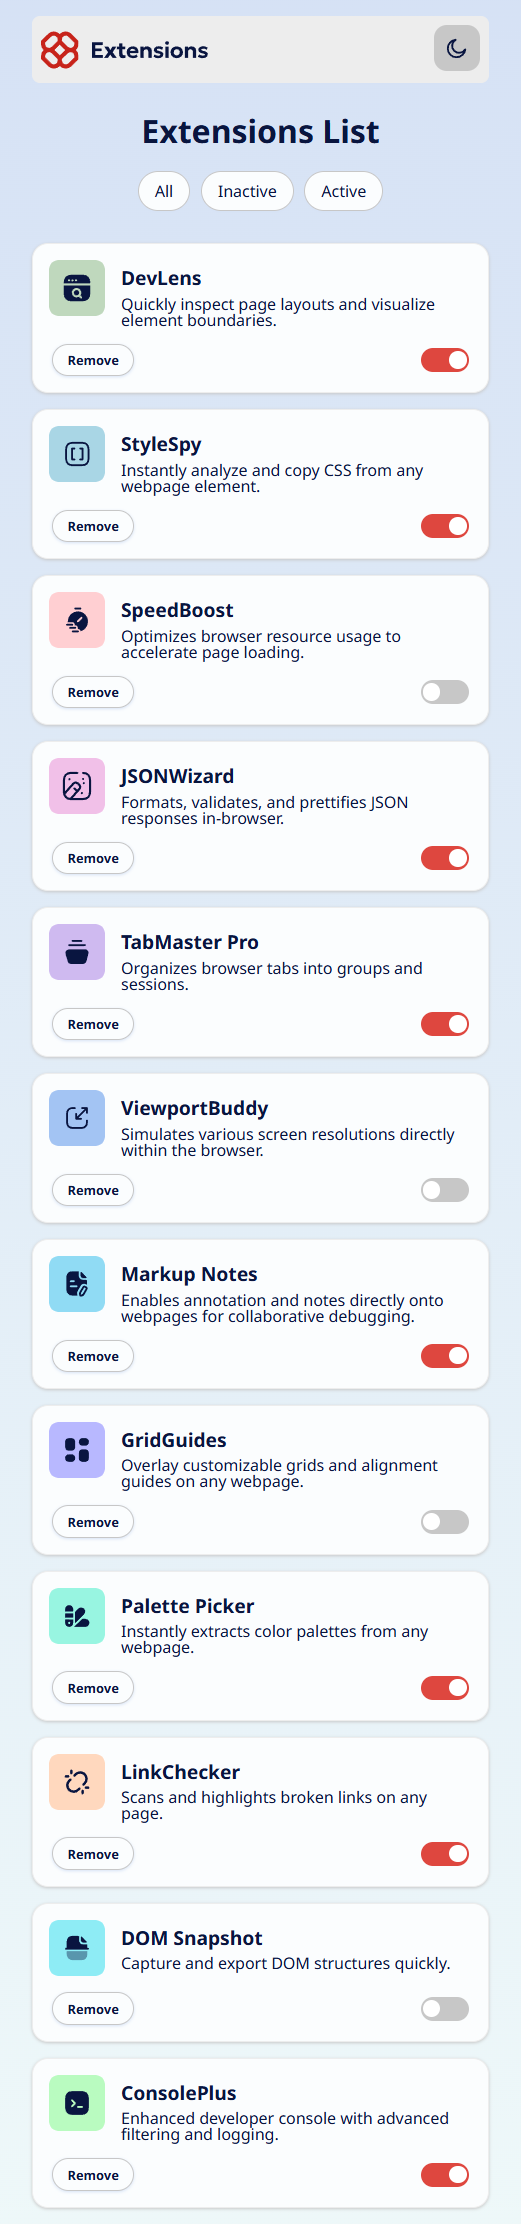 Extensions
Extensions List
All
Inactive
Active
DevLens
Quickly inspect page layouts and visualize
element boundaries.
Remove
StyleSpy
Instantly analyze and copy CSS from any
webpage element.
Remove
SpeedBoost
Optimizes browser resource usage to
accelerate page loading.
Remove
JSONWizard
Formats, validates, and prettifies JSON
responses in-browser.
Remove
TabMaster Pro
Organizes browser tabs into groups and
sessions.
Remove
ViewportBuddy
Simulates various screen resolutions directly
within the browser.
Remove
Markup Notes
Enables annotation and notes directly onto
webpages for collaborative debugging.
Remove
GridGuides
Overlay customizable grids and alignment
guides on any webpage.
Remove
Palette Picker
Instantly extracts color palettes from any
webpage.
Remove
LinkChecker
Scans and highlights broken links on any
page.
Remove
DOM Snapshot
Capture and export DOM structures quickly.
Remove
ConsolePlus
Enhanced developer console with advanced
filtering and logging.
Remove